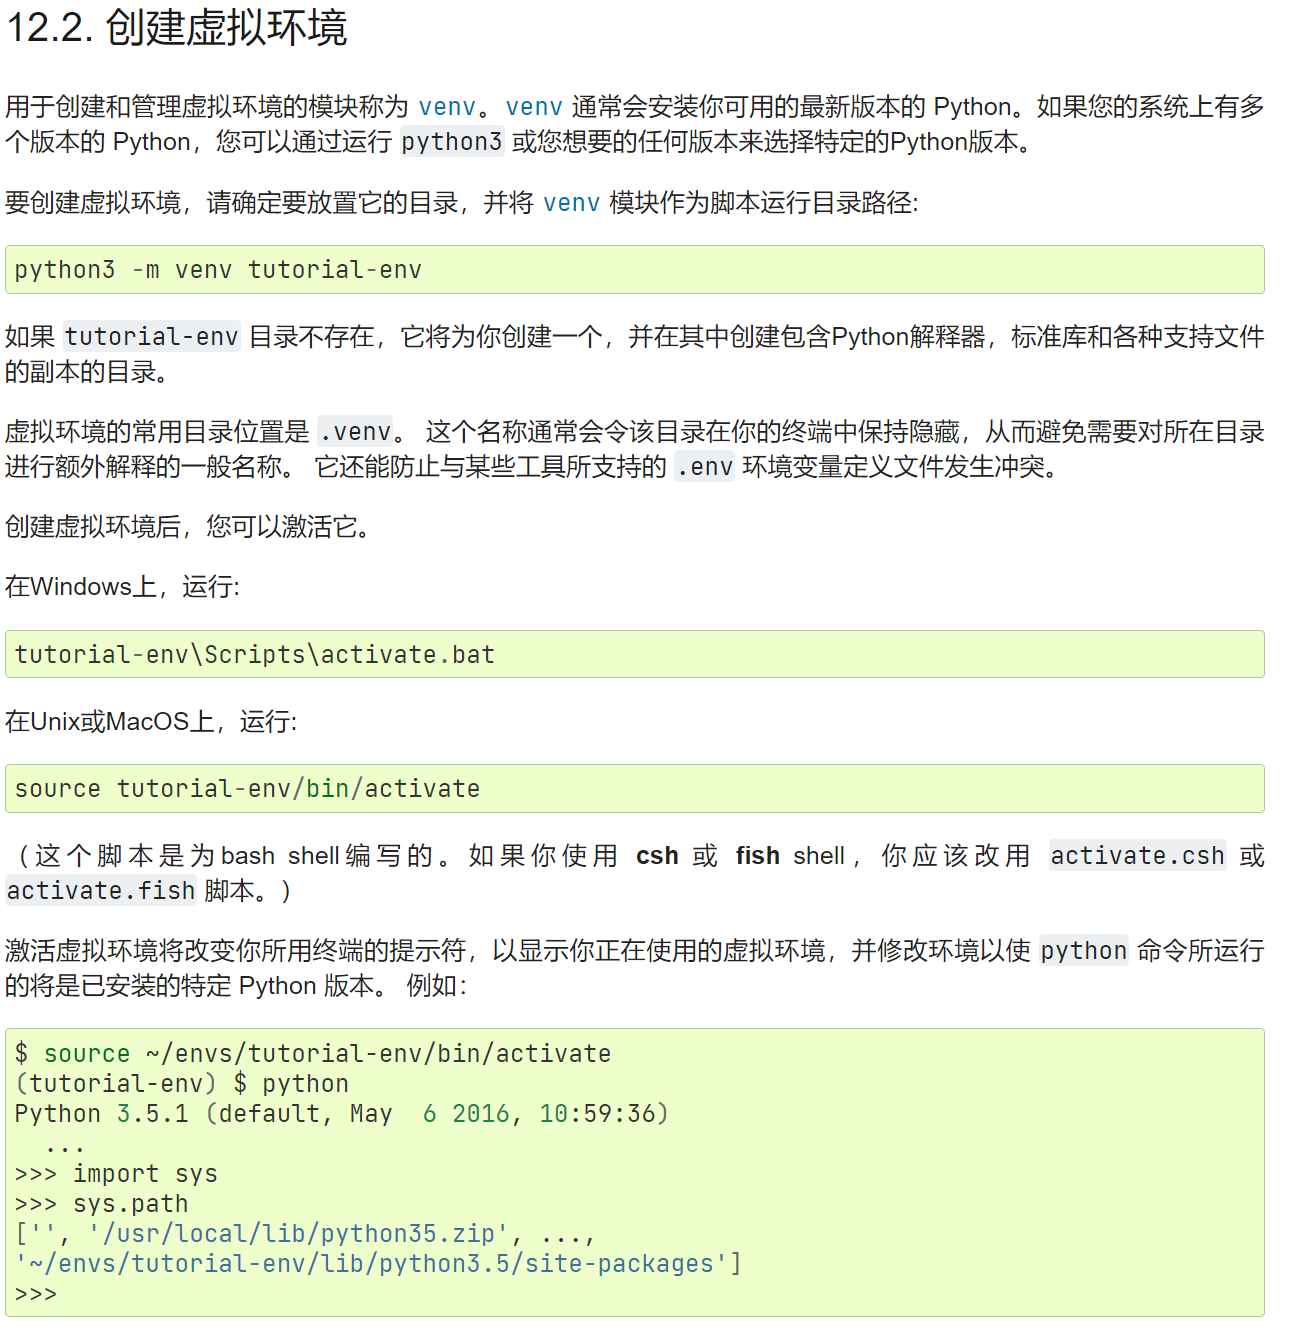 12.2. 创建虚拟环境
用于创建和管理虚拟环境的模块称为 venv。venv 通常会安装你可用的最新版本的 Python。如果您的系统上有多
个版本的 Python，您可以通过运行 python3 或您想要的任何版本来选择特定的Python版本。
要创建虚拟环境，请确定要放置它的目录，并将 venv 模块作为脚本运行目录路径:
python3 -m venv tutorial-env
如果 tutorial-env 目录不存在，它将为你创建一个，并在其中创建包含Python解释器，标准库和各种支持文件
的副本的目录。
虚拟环境的常用目录位置是 .venv。 这个名称通常会令该目录在你的终端中保持隐藏，从而避免需要对所在目录
进行额外解释的一般名称。 它还能防止与某些工具所支持的 .env 环境变量定义文件发生冲突。
创建虚拟环境后，您可以激活它。
在Windows上，运行:
tutorial-env\Scripts\activate.bat
在Unix或MacOS上，运行:
source tutorial-env/bin/activate
（这个脚本是为bash shell编写的。如果你使用 csh 或 fish shell，你应该改用 activate.csh 或
activate.fish 脚本。）
激活虚拟环境将改变你所用终端的提示符，以显示你正在使用的虚拟环境，并修改环境以使 python 命令所运行
的将是已安装的特定 Python 版本。 例如：
$ source ~/envs/tutorial-env/bin/activate
(tutorial-env) $ python
Python 3.5.1 (default, May  6 2016, 10:59:36)
  ...
>>> import sys
>>> sys.path
['', '/usr/local/lib/python35.zip', ...,
'~/envs/tutorial-env/lib/python3.5/site-packages']
>>>